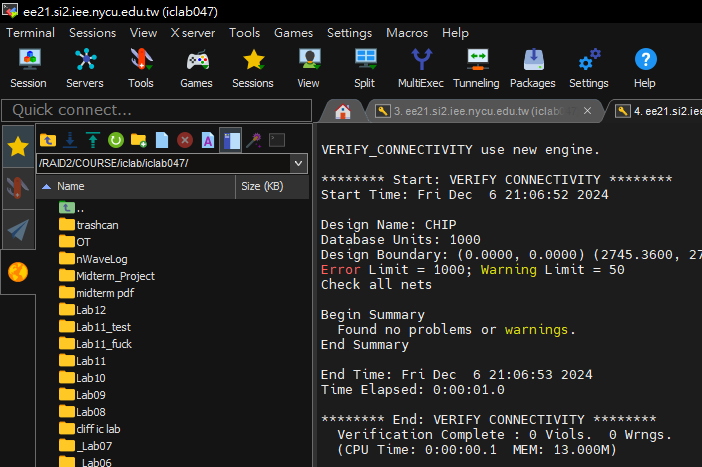 ee21.si2.iee.nycu.edu.tw (iclab047)
Terminal Sessions View X server Tools Games Settings Macros Help
Session Servers Tools Games Sessions View Split MultiExec Tunneling Packages Settings Help
Quick connect...
3. ee21.si2.iee.nycu.edu.tw (iclab0
4. ee21.si2.iee
/RAID2/COURSE/iclab/iclab047/
Name Size (KB)
..
trashcan
OT
nWaveLog
Midterm_Project
midterm pdf
Lab12
Lab11_test
Lab11_fuck
Lab11
Lab10
Lab09
Lab08
cliff ic lab
_Lab07
_Lab06
VERIFY_CONNECTIVITY use new engine.
******** Start: VERIFY CONNECTIVITY ********
Start Time: Fri Dec  6 21:06:52 2024
Design Name: CHIP
Database Units: 1000
Design Boundary: (0.0000, 0.0000) (2745.3600, 27
Error Limit = 1000; Warning Limit = 50
Check all nets
Begin Summary
Found no problems or warnings.
End Summary
End Time: Fri Dec  6 21:06:53 2024
Time Elapsed: 0:00:01.0
******** End: VERIFY CONNECTIVITY ********
Verification Complete : 0 Viols.  0 Wrngs.
(CPU Time: 0:00:00.1  MEM: 13.000M)